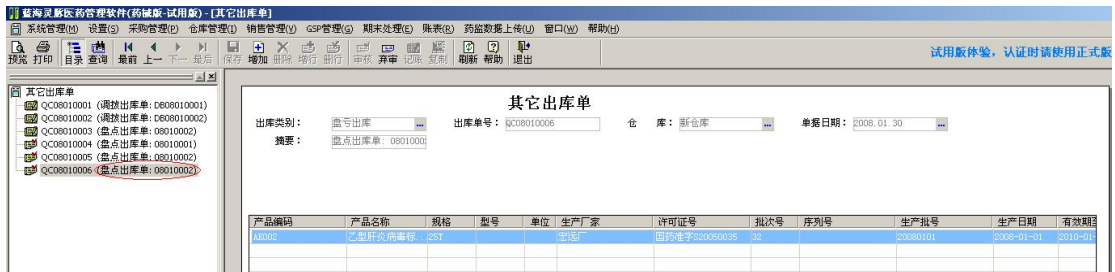 蓝海灵豚医药管理软件(药械版-试用版) - [其它出库单]
系统管理(M) 设置(S) 采购管理(P) 仓库管理(I) 销售管理(V) GSP管理(G) 期末处理(E) 账表(R) 药监数据上传(U) 窗口(W) 帮助(H)
预览 打印 目录 查询 最前 上一 下一 最后 保存 增加 删除 增行 删行 审核 弃审 记账 复制 刷新 帮助 退出 试用版体验，认证时请使用正式版
其它出库单
QC08010001 (调拨出库单: DB08010001)
QC08010002 (调拨出库单: DB08010002)
QC08010003 (盘点出库单: 08010002)
QC08010004 (盘点出库单: 08010001)
QC08010005 (盘点出库单: 08010002)
QC08010006 (盘点出库单: 08010002)
其它出库单
出库类别: 盘亏出库 ... 出库单号: QC08010006 仓 库: 新仓库 ... 单据日期: 2008.01.30 ...
摘要: 盘点出库单: 0801000
产品编码 产品名称 规格 型号 单位 生产厂家 许可证号 批次号 序列号 生产批号 生产日期 有效期至
乙型肝炎病毒标 25T 宏远厂 国药准字S20050035 32 20080101 2008-01-01 2010-01-